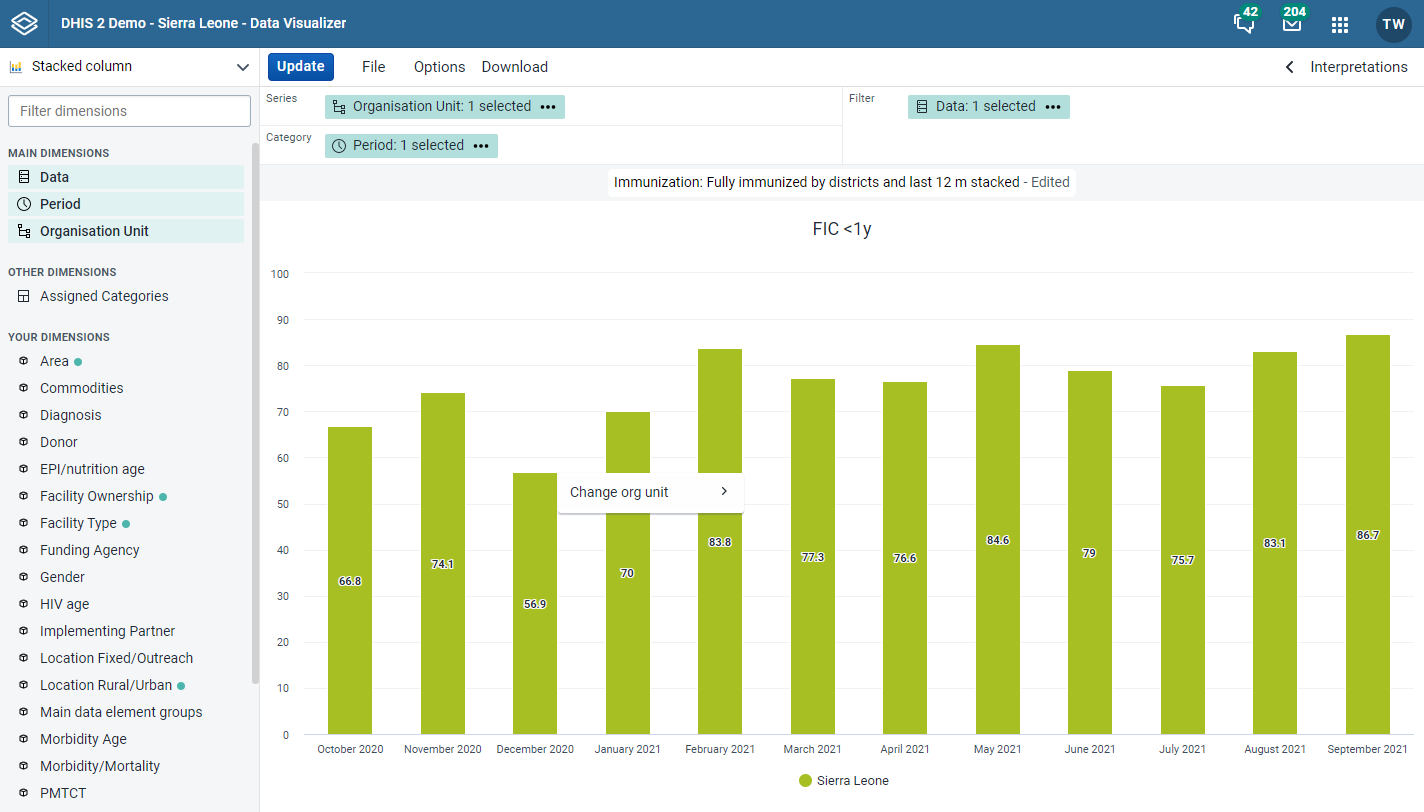 DHIS 2 Demo - Sierra Leone - Data Visualizer
42
204
TW
Stacked column
Update
File
Options
Download
Interpretations
Filter dimensions
MAIN DIMENSIONS
Data
Period
Organisation Unit
OTHER DIMENSIONS
Assigned Categories
YOUR DIMENSIONS
Area
Commodities
Diagnosis
Donor
EPI/nutrition age
Facility Ownership
Facility Type
Funding Agency
Gender
HIV age
Implementing Partner
Location Fixed/Outreach
Location Rural/Urban
Main data element groups
Morbidity Age
Morbidity/Mortality
PMTCT
Series
Organisation Unit: 1 selected
Category
Period: 1 selected
Filter
Data: 1 selected
Immunization: Fully immunized by districts and last 12 m stacked - Edited
FIC <1y
100
90
80
70
60
50
40
30
20
10
0
66.8
74.1
56.9
70
83.8
77.3
76.6
84.6
79
75.7
83.1
86.7
Change org unit
October 2020
November 2020
December 2020
January 2021
February 2021
March 2021
April 2021
May 2021
June 2021
July 2021
August 2021
September 2021
Sierra Leone